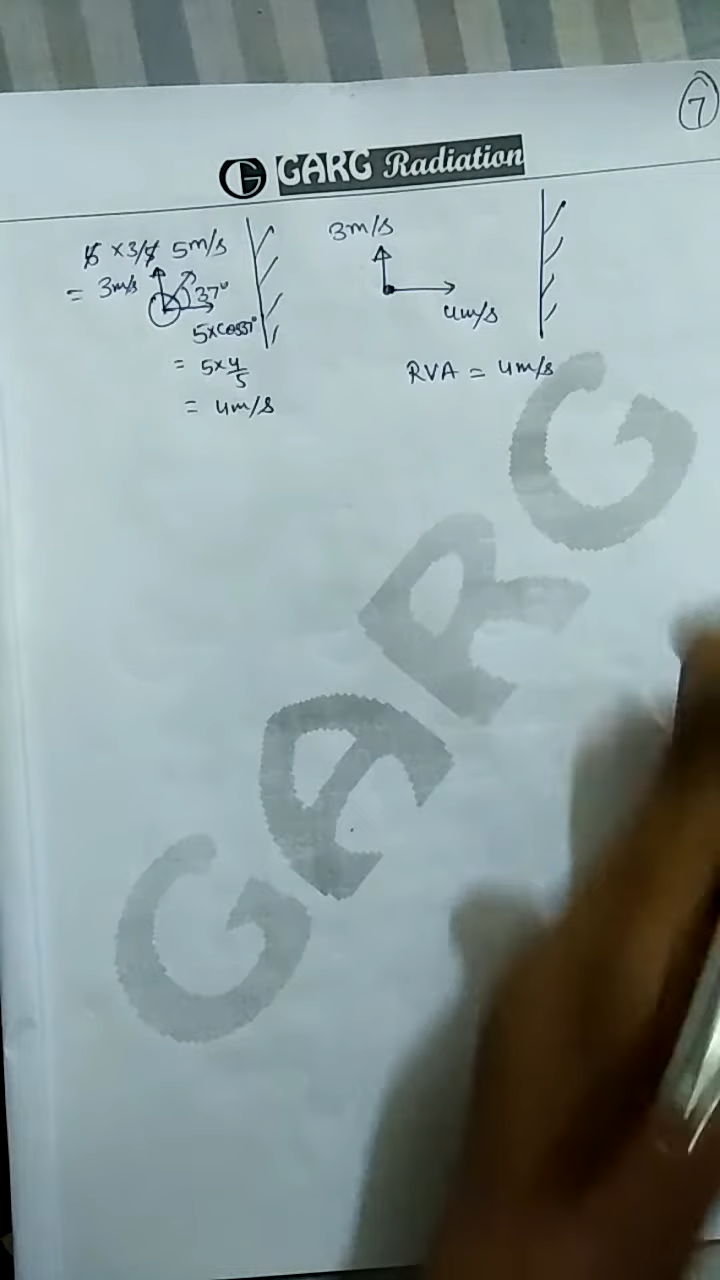 7
G GARG Radiation
5 × 3/5 5m/s
= 3m/s 37°
5×cos37°
= 5×4/5
= 4m/s
3m/s
4m/s
RVA = 4m/s
GARG